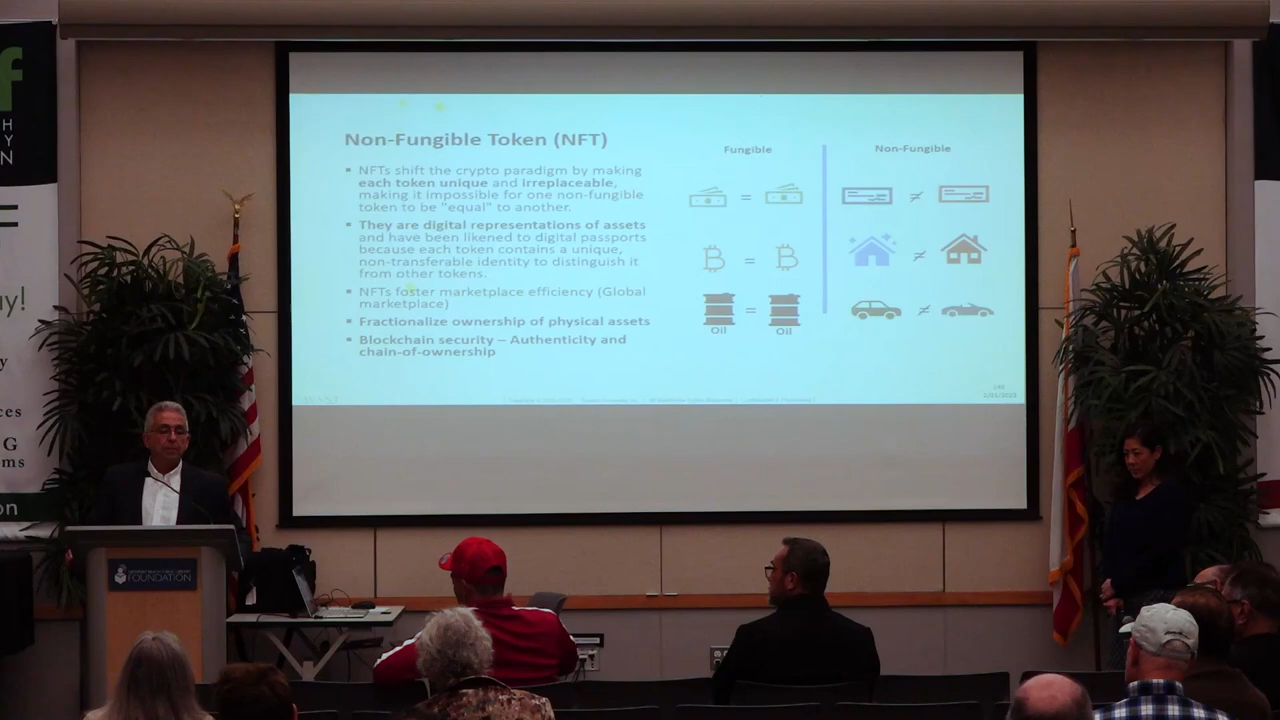 Non-Fungible Token (NFT)
NFTs shift the crypto paradigm by making
each token unique and irreplaceable,
making it impossible for one non-fungible
token to be "equal" to another.
They are digital representations of assets
and have been likened to digital passports
because each token contains a unique,
non-transferable identity to distinguish it
from other tokens.
NFTs foster marketplace efficiency (Global
marketplace)
Fractionalize ownership of physical assets
Blockchain security – Authenticity and
chain-of-ownership
Fungible
Non-Fungible
=
≠
=
≠
=
≠
Oil
Oil
FOUNDATION